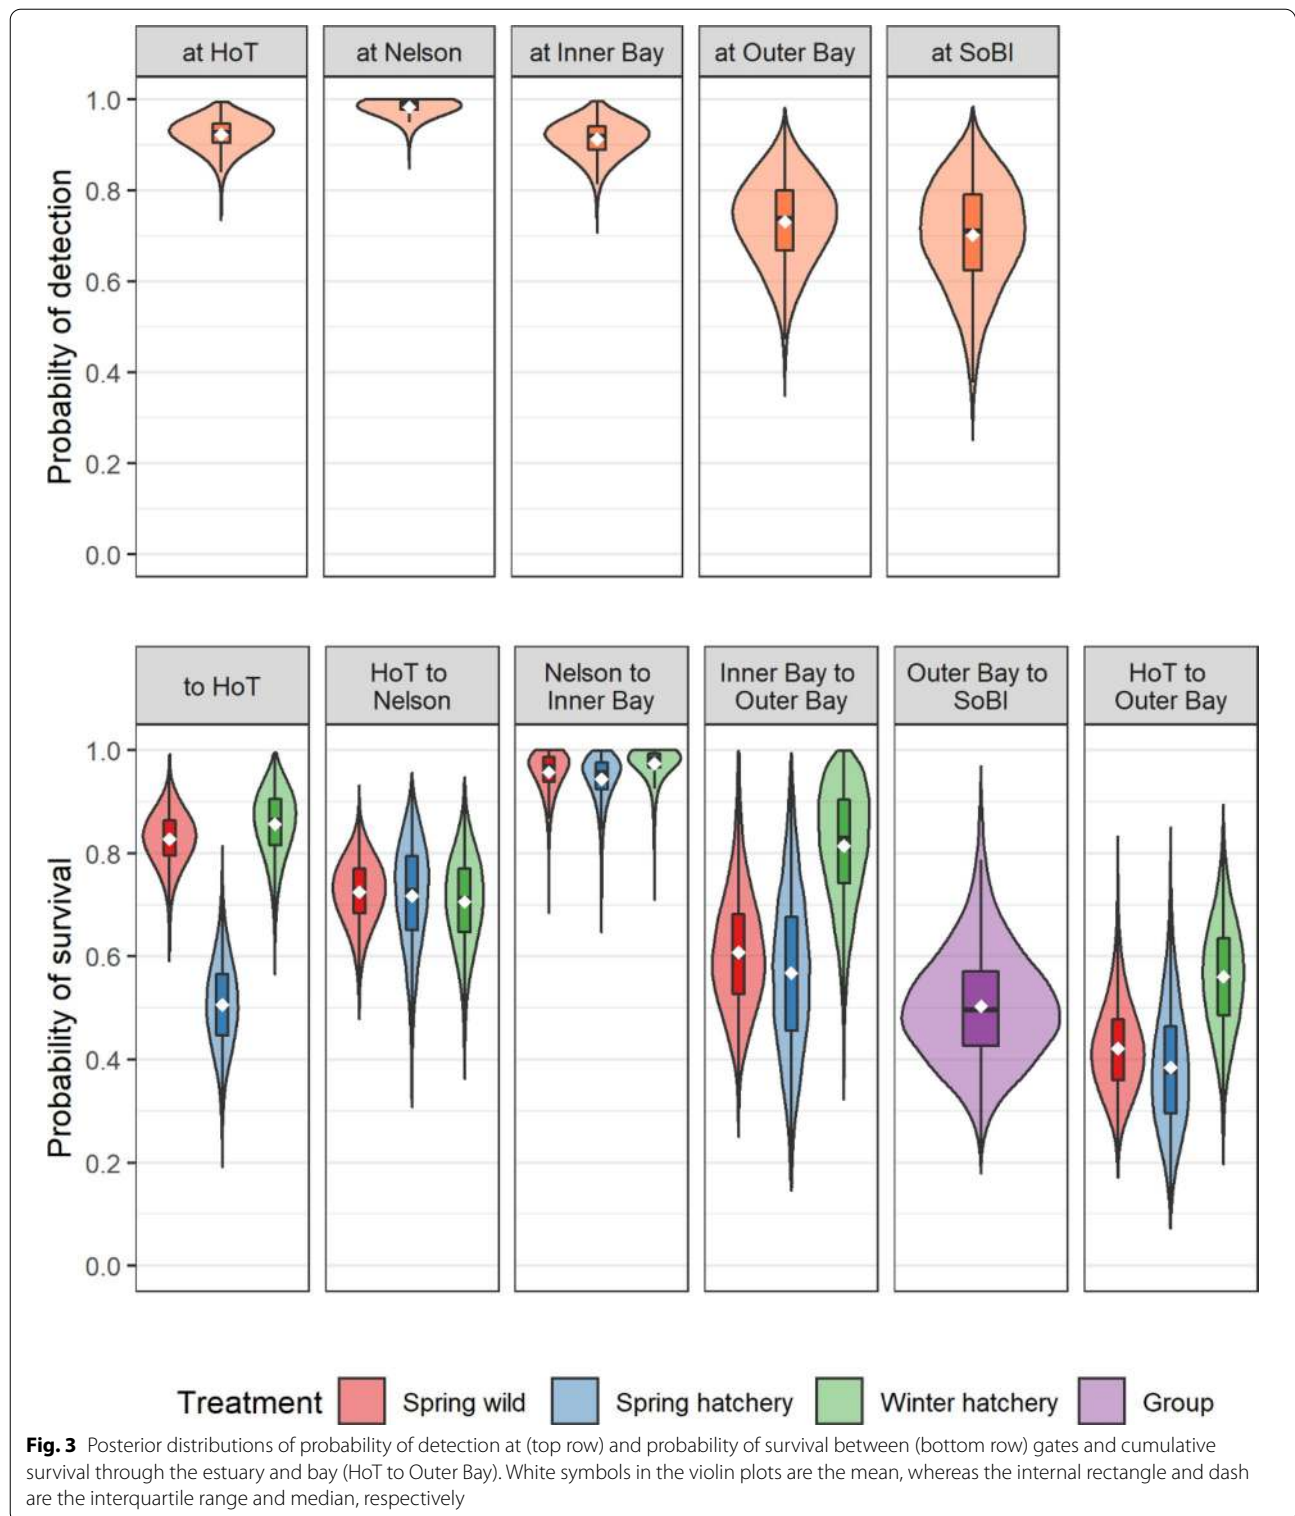 at HoT
at Nelson
at Inner Bay
at Outer Bay
at SoBI
Probabilty of detection
1.0
0.8
0.6
0.4
0.2
0.0
to HoT
HoT to
Nelson
Nelson to
Inner Bay
Inner Bay to
Outer Bay
Outer Bay to
SoBI
HoT to
Outer Bay
Probability of survival
1.0
0.8
0.6
0.4
0.2
0.0
Treatment
Spring wild
Spring hatchery
Winter hatchery
Group
Fig. 3 Posterior distributions of probability of detection at (top row) and probability of survival between (bottom row) gates and cumulative
survival through the estuary and bay (HoT to Outer Bay). White symbols in the violin plots are the mean, whereas the internal rectangle and dash
are the interquartile range and median, respectively